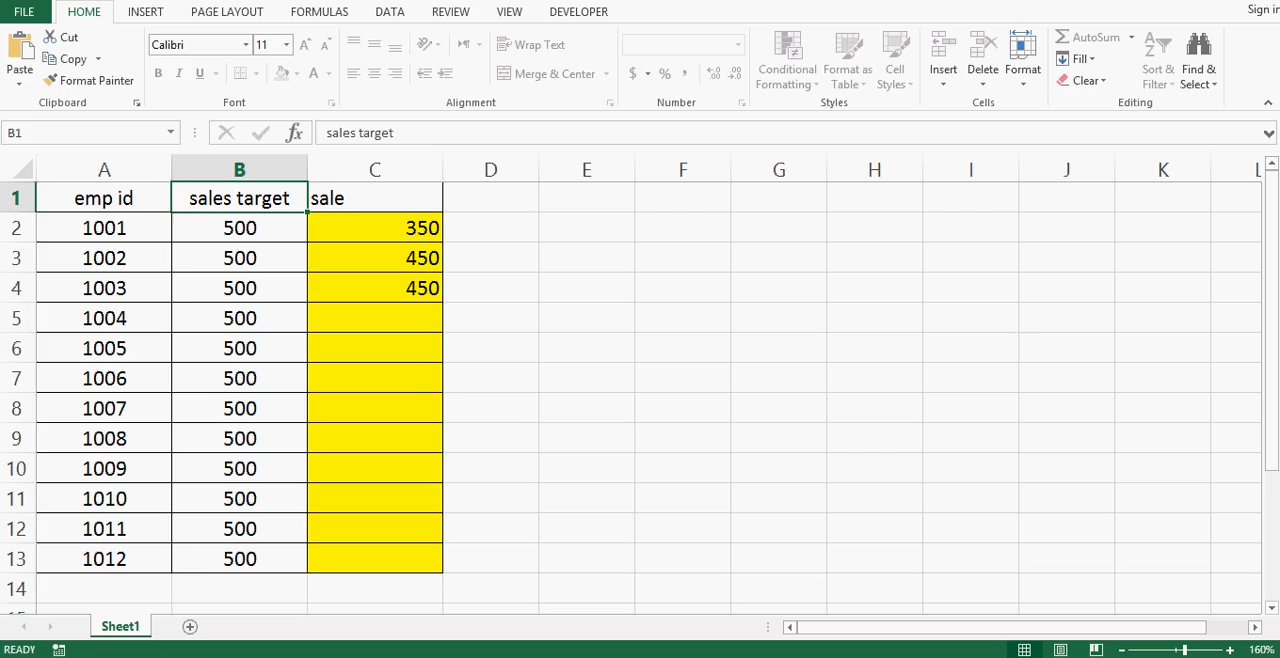 FILE HOME INSERT PAGE LAYOUT FORMULAS DATA REVIEW VIEW DEVELOPER Sign in
Cut
Copy
Format Painter
Paste
Clipboard
Calibri 11
B I U A
Font
Wrap Text
Merge & Center
Alignment
$ % ,
Number
Conditional Formatting
Format as Table
Cell Styles
Styles
Insert Delete Format
Cells
AutoSum
Fill
Clear
Sort & Filter
Find & Select
Editing
B1 fx sales target
A B C D E F G H I J K L
1 emp id sales target sale
2 1001 500 350
3 1002 500 450
4 1003 500 450
5 1004 500
6 1005 500
7 1006 500
8 1007 500
9 1008 500
10 1009 500
11 1010 500
12 1011 500
13 1012 500
14
Sheet1
READY 160%